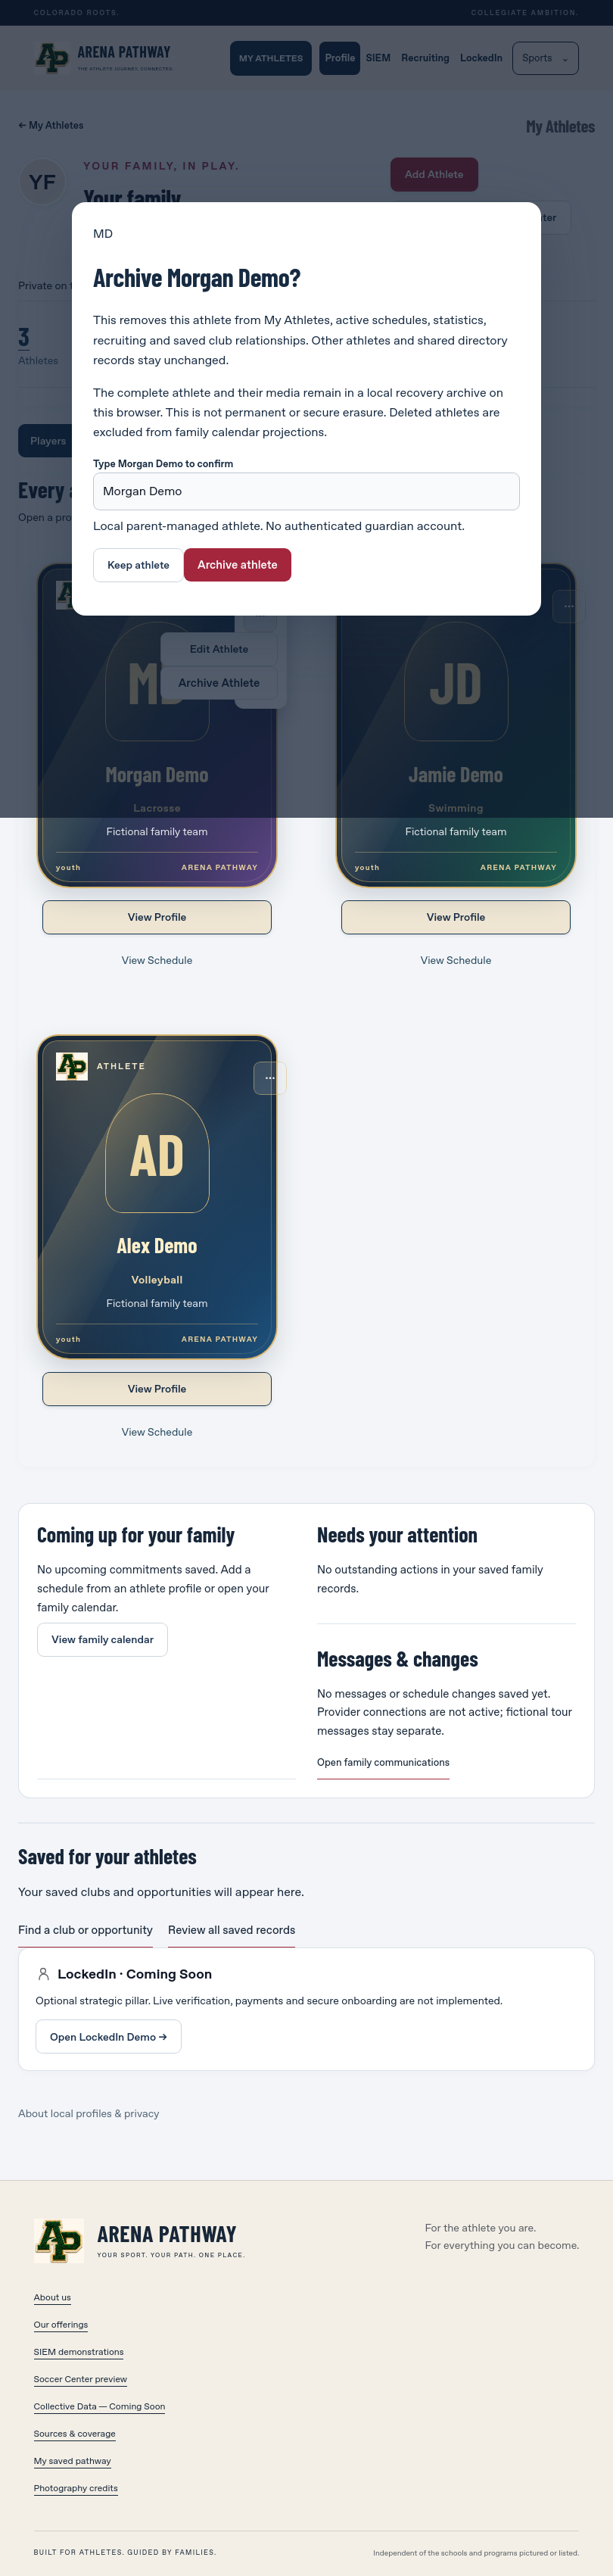 COLORADO ROOTS.
COLLEGIATE AMBITION.
AP ARENA PATHWAY
THE ATHLETE JOURNEY, CONNECTED.
MY ATHLETES Profile SIEM Recruiting LockedIn Sports
← My Athletes
My Athletes
YF
YOUR FAMILY, IN PLAY.
Your family
Add Athlete
Private on
3
Athletes
Players
Every
Open a
MD
Archive Morgan Demo?
This removes this athlete from My Athletes, active schedules, statistics,
recruiting and saved club relationships. Other athletes and shared directory
records stay unchanged.
The complete athlete and their media remain in a local recovery archive on
this browser. This is not permanent or secure erasure. Deleted athletes are
excluded from family calendar projections.
Type Morgan Demo to confirm
Morgan Demo
Local parent-managed athlete. No authenticated guardian account.
Keep athlete
Archive athlete
...
Edit Athlete
Archive Athlete
Morgan Demo
Lacrosse
Fictional family team
youth ARENA PATHWAY
View Profile
View Schedule
JD
Jamie Demo
Swimming
Fictional family team
youth ARENA PATHWAY
View Profile
View Schedule
AP ATHLETE
...
AD
Alex Demo
Volleyball
Fictional family team
youth ARENA PATHWAY
View Profile
View Schedule
Coming up for your family
No upcoming commitments saved. Add a
schedule from an athlete profile or open your
family calendar.
View family calendar
Needs your attention
No outstanding actions in your saved family
records.
Messages & changes
No messages or schedule changes saved yet.
Provider connections are not active; fictional tour
messages stay separate.
Open family communications
Saved for your athletes
Your saved clubs and opportunities will appear here.
Find a club or opportunity Review all saved records
LockedIn · Coming Soon
Optional strategic pillar. Live verification, payments and secure onboarding are not implemented.
Open LockedIn Demo →
About local profiles & privacy
AP ARENA PATHWAY
YOUR SPORT. YOUR PATH. ONE PLACE.
For the athlete you are.
For everything you can become.
About us
Our offerings
SIEM demonstrations
Soccer Center preview
Collective Data — Coming Soon
Sources & coverage
My saved pathway
Photography credits
BUILT FOR ATHLETES. GUIDED BY FAMILIES.
Independent of the schools and programs pictured or listed.